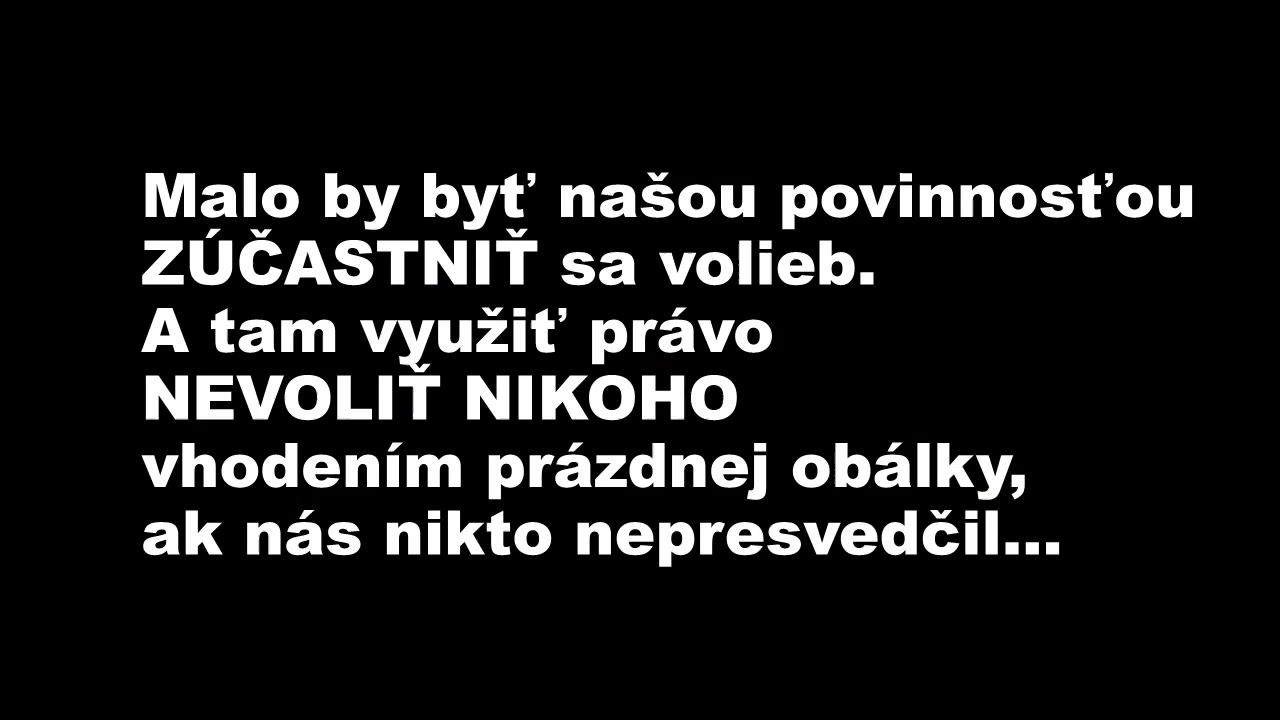 Malo by byť našou povinnosťou
ZÚČASTNIŤ sa volieb.
A tam využiť právo
NEVOLIŤ NIKOHO
vhodením prázdnej obálky,
ak nás nikto nepresvedčil...